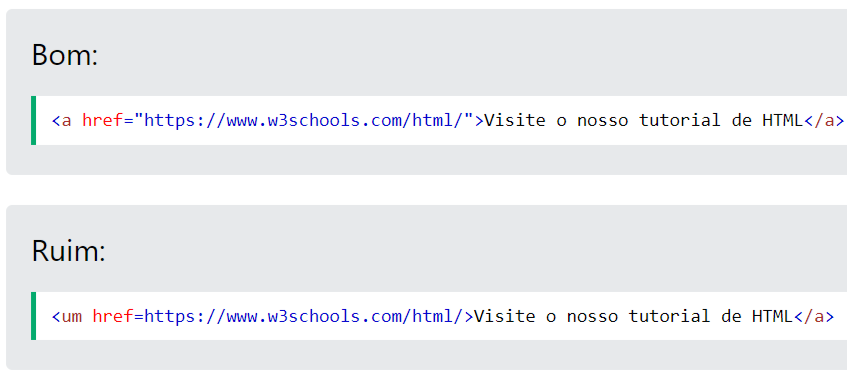 Bom:
<a href="https://www.w3schools.com/html/">Visite o nosso tutorial de HTML</a>
Ruim:
<um href=https://www.w3schools.com/html/>Visite o nosso tutorial de HTML</a>